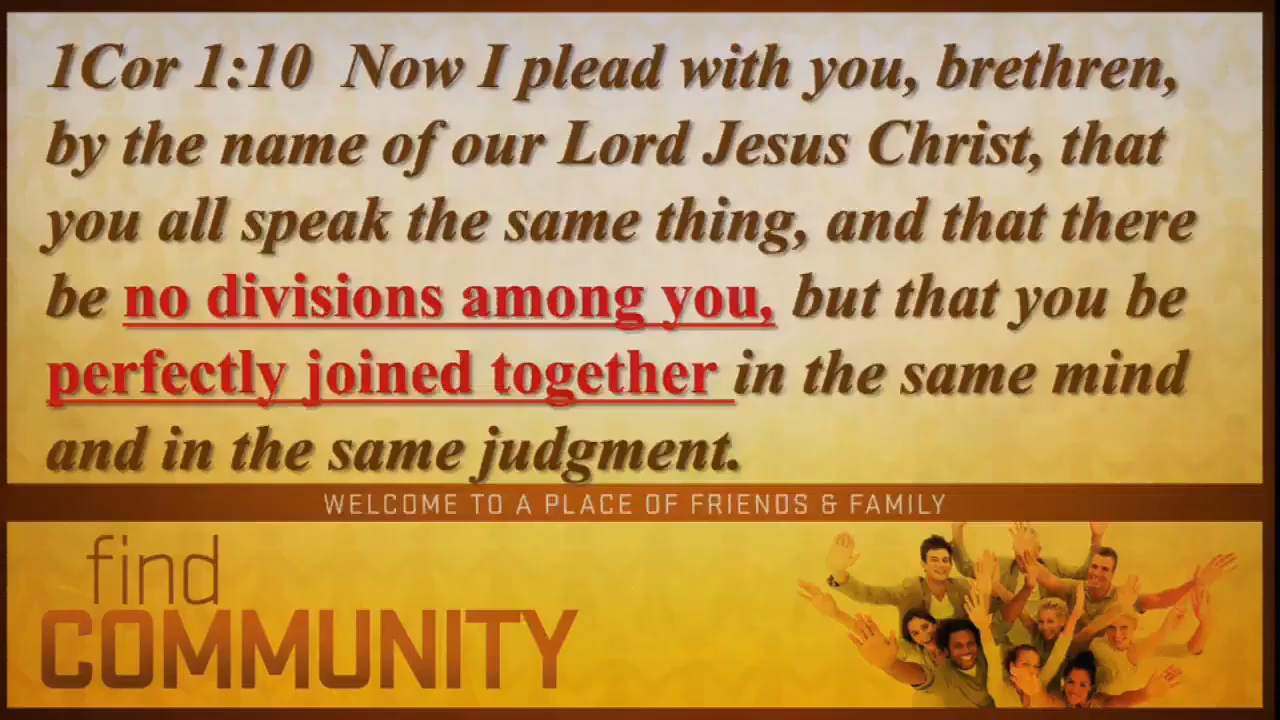 1Cor 1:10  Now I plead with you, brethren,
by the name of our Lord Jesus Christ, that
you all speak the same thing, and that there
be no divisions among you, but that you be
perfectly joined together in the same mind
and in the same judgment.
WELCOME TO A PLACE OF FRIENDS & FAMILY
find
COMMUNITY